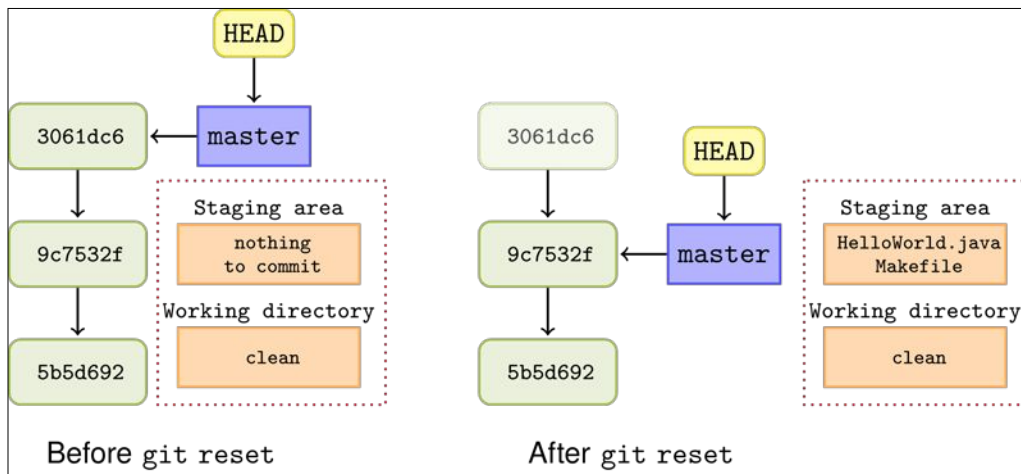 HEAD
3061dc6
master
Staging area
nothing
to commit
9c7532f
Working directory
clean
5b5d692
Before git reset
3061dc6
HEAD
Staging area
HelloWorld.java
Makefile
9c7532f
master
Working directory
clean
5b5d692
After git reset